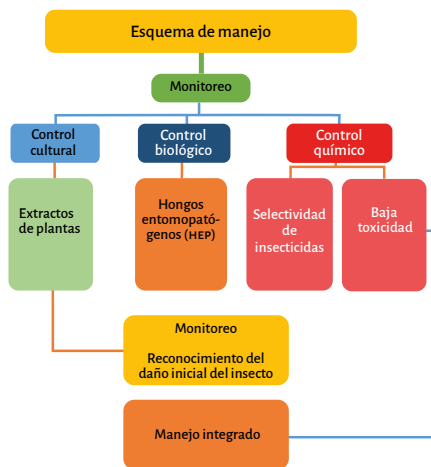 Esquema de manejo
Monitoreo
Control
cultural
Control
biológico
Control
químico
Extractos
de plantas
Hongos
entomopató-
genos (HEP)
Selectividad
de
insecticidas
Baja
toxicidad
Monitoreo
Reconocimiento del
daño inicial del insecto
Manejo integrado